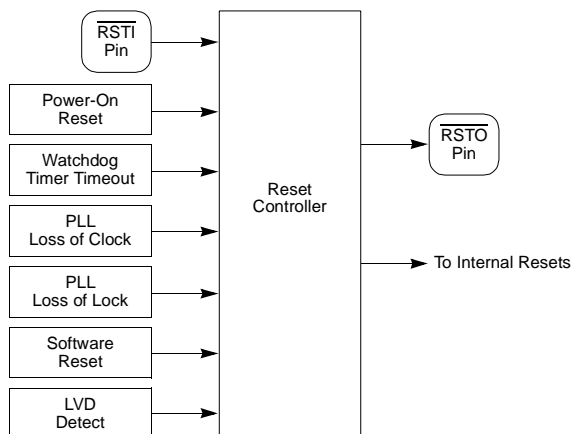 RSTI
Pin
Power-On
Reset
Watchdog
Timer Timeout
PLL
Loss of Clock
PLL
Loss of Lock
Software
Reset
LVD
Detect
Reset
Controller
RSTO
Pin
To Internal Resets